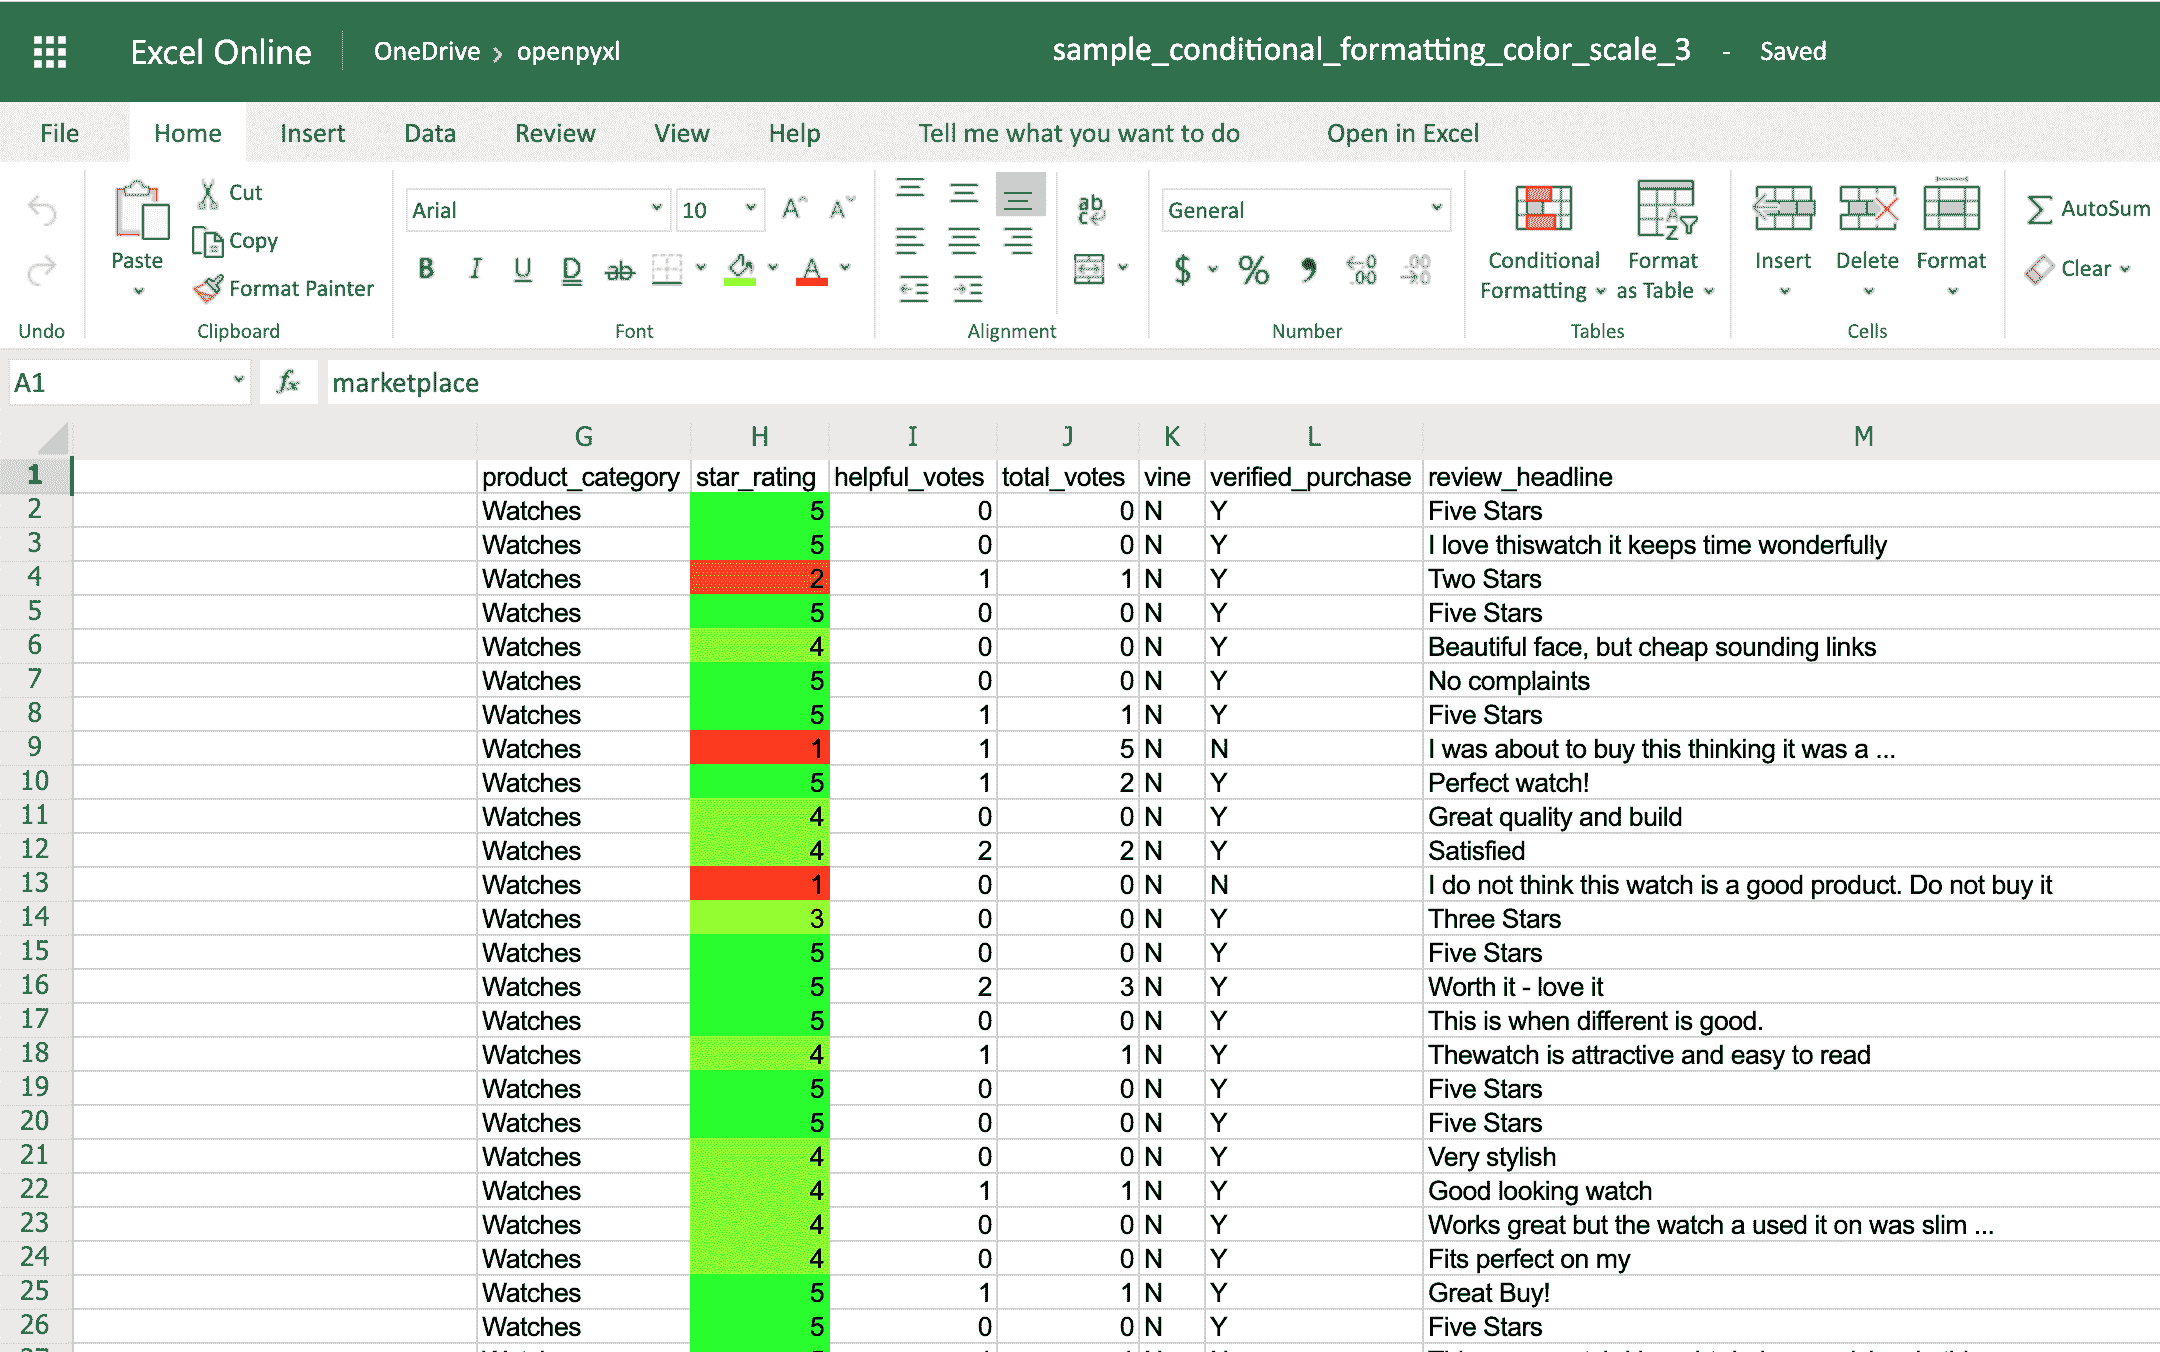 Excel Online OneDrive › openpyxl sample_conditional_formatting_color_scale_3 - Saved
File Home Insert Data Review View Help Tell me what you want to do Open in Excel
Cut
Copy
Format Painter
Paste
Arial 10
B I U D ab A
ab c
General
$ % , .0 .00 .00 .0
Conditional Formatting
Format as Table
Insert Delete Format
AutoSum
Clear
Undo Clipboard Font Alignment Number Tables Cells
A1 fx marketplace
G H I J K L M
1 product_category star_rating helpful_votes total_votes vine verified_purchase review_headline
2 Watches 5 0 0 N Y Five Stars
3 Watches 5 0 0 N Y I love thiswatch it keeps time wonderfully
4 Watches 2 1 1 N Y Two Stars
5 Watches 5 0 0 N Y Five Stars
6 Watches 4 0 0 N Y Beautiful face, but cheap sounding links
7 Watches 5 0 0 N Y No complaints
8 Watches 5 1 1 N Y Five Stars
9 Watches 1 1 5 N N I was about to buy this thinking it was a ...
10 Watches 5 1 2 N Y Perfect watch!
11 Watches 4 0 0 N Y Great quality and build
12 Watches 4 2 2 N Y Satisfied
13 Watches 1 0 0 N N I do not think this watch is a good product. Do not buy it
14 Watches 3 0 0 N Y Three Stars
15 Watches 5 0 0 N Y Five Stars
16 Watches 5 2 3 N Y Worth it - love it
17 Watches 5 0 0 N Y This is when different is good.
18 Watches 4 1 1 N Y Thewatch is attractive and easy to read
19 Watches 5 0 0 N Y Five Stars
20 Watches 5 0 0 N Y Five Stars
21 Watches 4 0 0 N Y Very stylish
22 Watches 4 1 1 N Y Good looking watch
23 Watches 4 0 0 N Y Works great but the watch a used it on was slim ...
24 Watches 4 0 0 N Y Fits perfect on my
25 Watches 5 1 1 N Y Great Buy!
26 Watches 5 0 0 N Y Five Stars